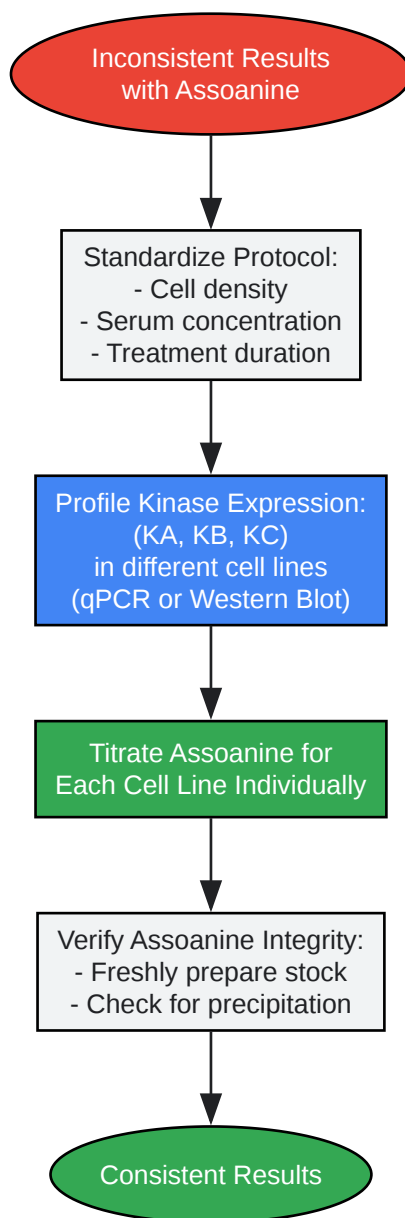 Inconsistent Results
with Assoanine
Standardize Protocol:
- Cell density
- Serum concentration
- Treatment duration
Profile Kinase Expression:
(KA, KB, KC)
in different cell lines
(qPCR or Western Blot)
Titrate Assoanine for
Each Cell Line Individually
Verify Assoanine Integrity:
- Freshly prepare stock
- Check for precipitation
Consistent Results